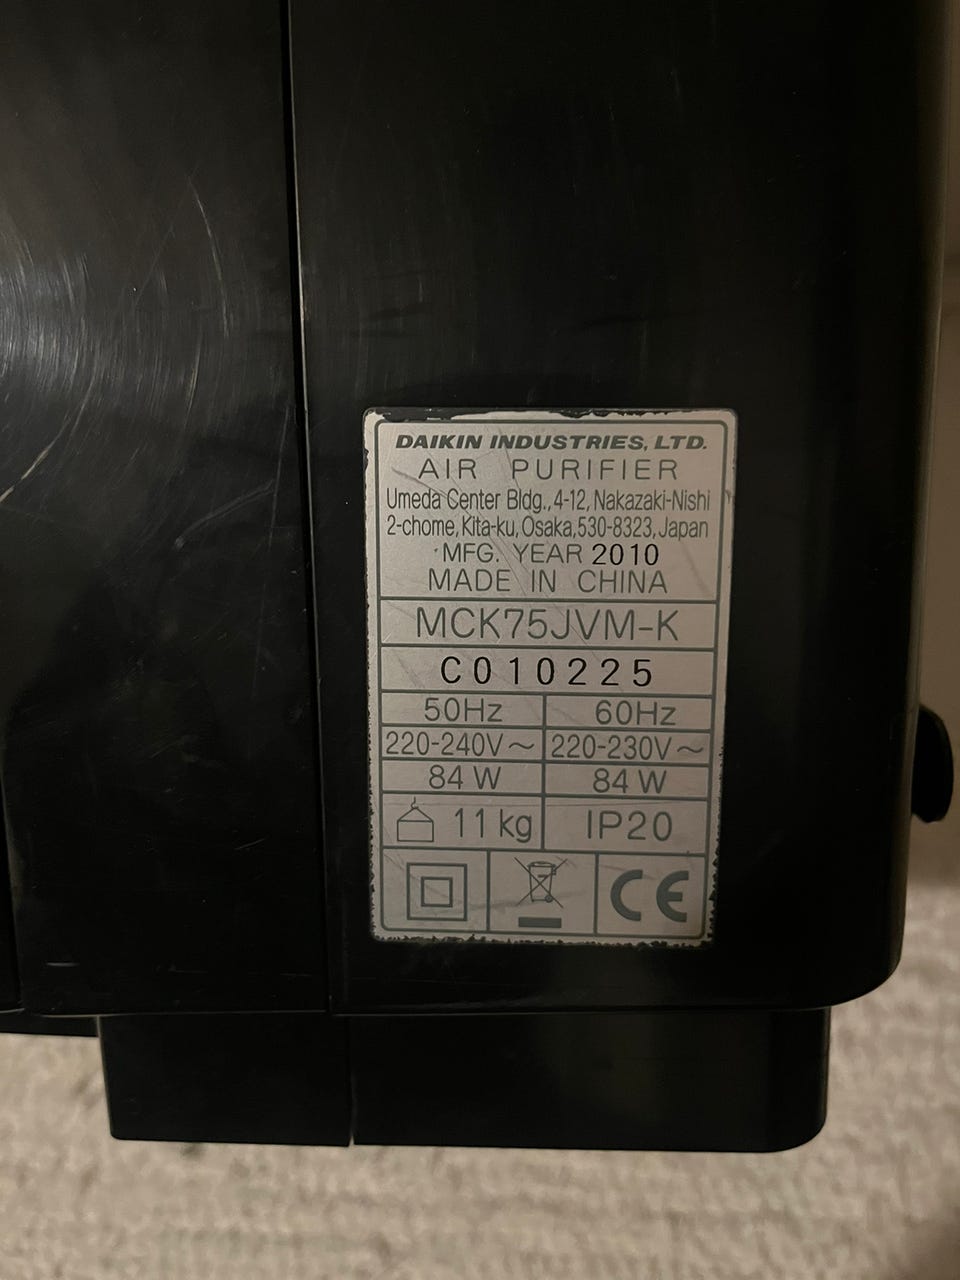 DAIKIN INDUSTRIES, LTD.
AIR PURIFIER
Umeda Center Bldg., 4-12, Nakazaki-Nishi
2-chome, Kita-ku, Osaka, 530-8323, Japan
MFG. YEAR 2010
MADE IN CHINA
MCK75JVM-K
C010225
50Hz 60Hz
220-240V~ 220-230V~
84 W 84 W
11 kg IP20
CE